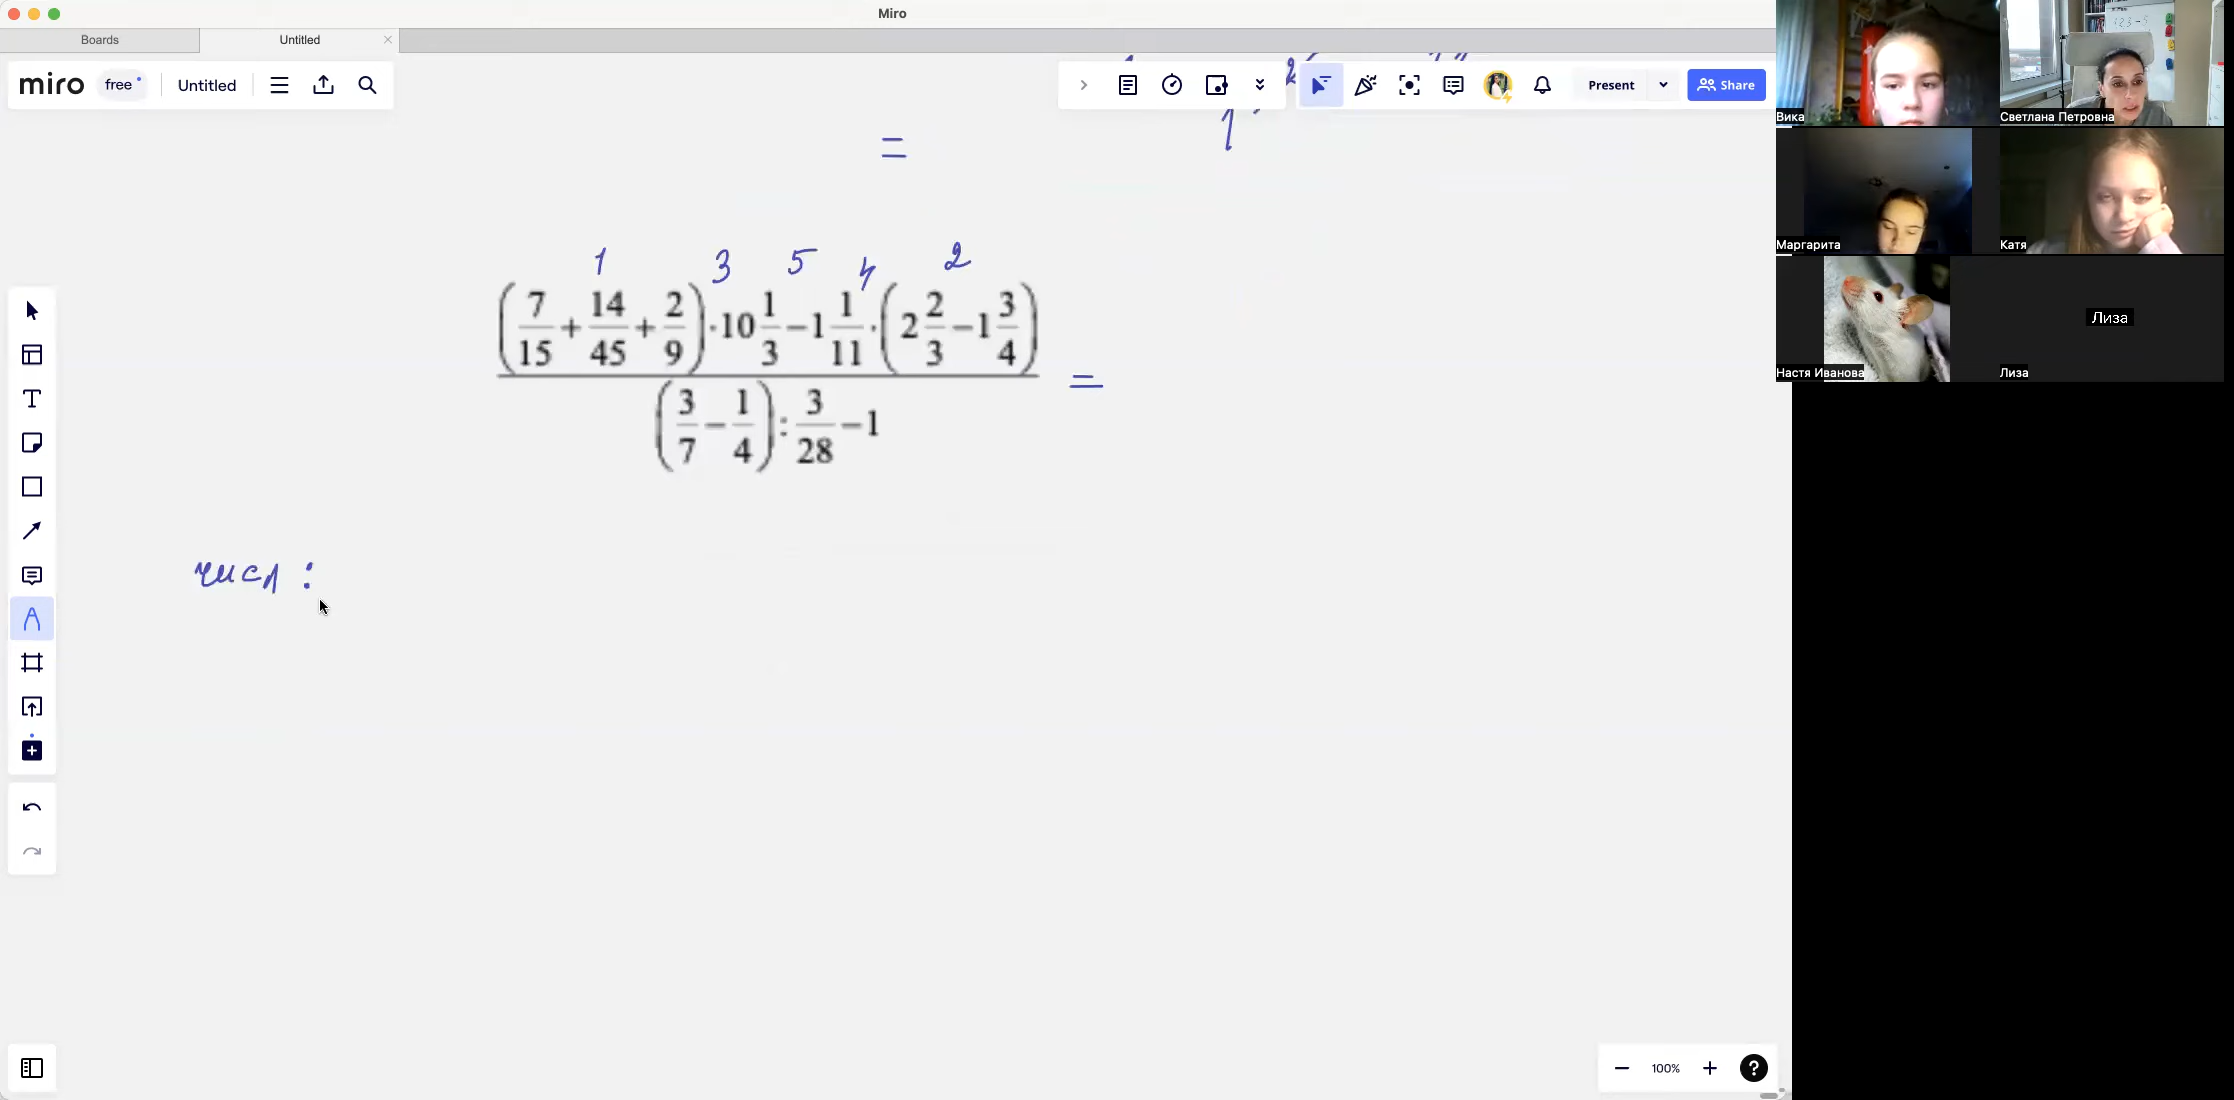 Miro
Boards Untitled
miro free Untitled Present Share
=
1
1 3 5 4 2
(7/15 + 14/45 + 2/9) · 10 1/3 − 1 1/11 · (2 2/3 − 1 3/4)
(3/7 − 1/4) : 3/28 − 1
=
числ :
100% ?
Вика
Светлана Петровна
Маргарита
Катя
Настя Иванова
Лиза
Лиза